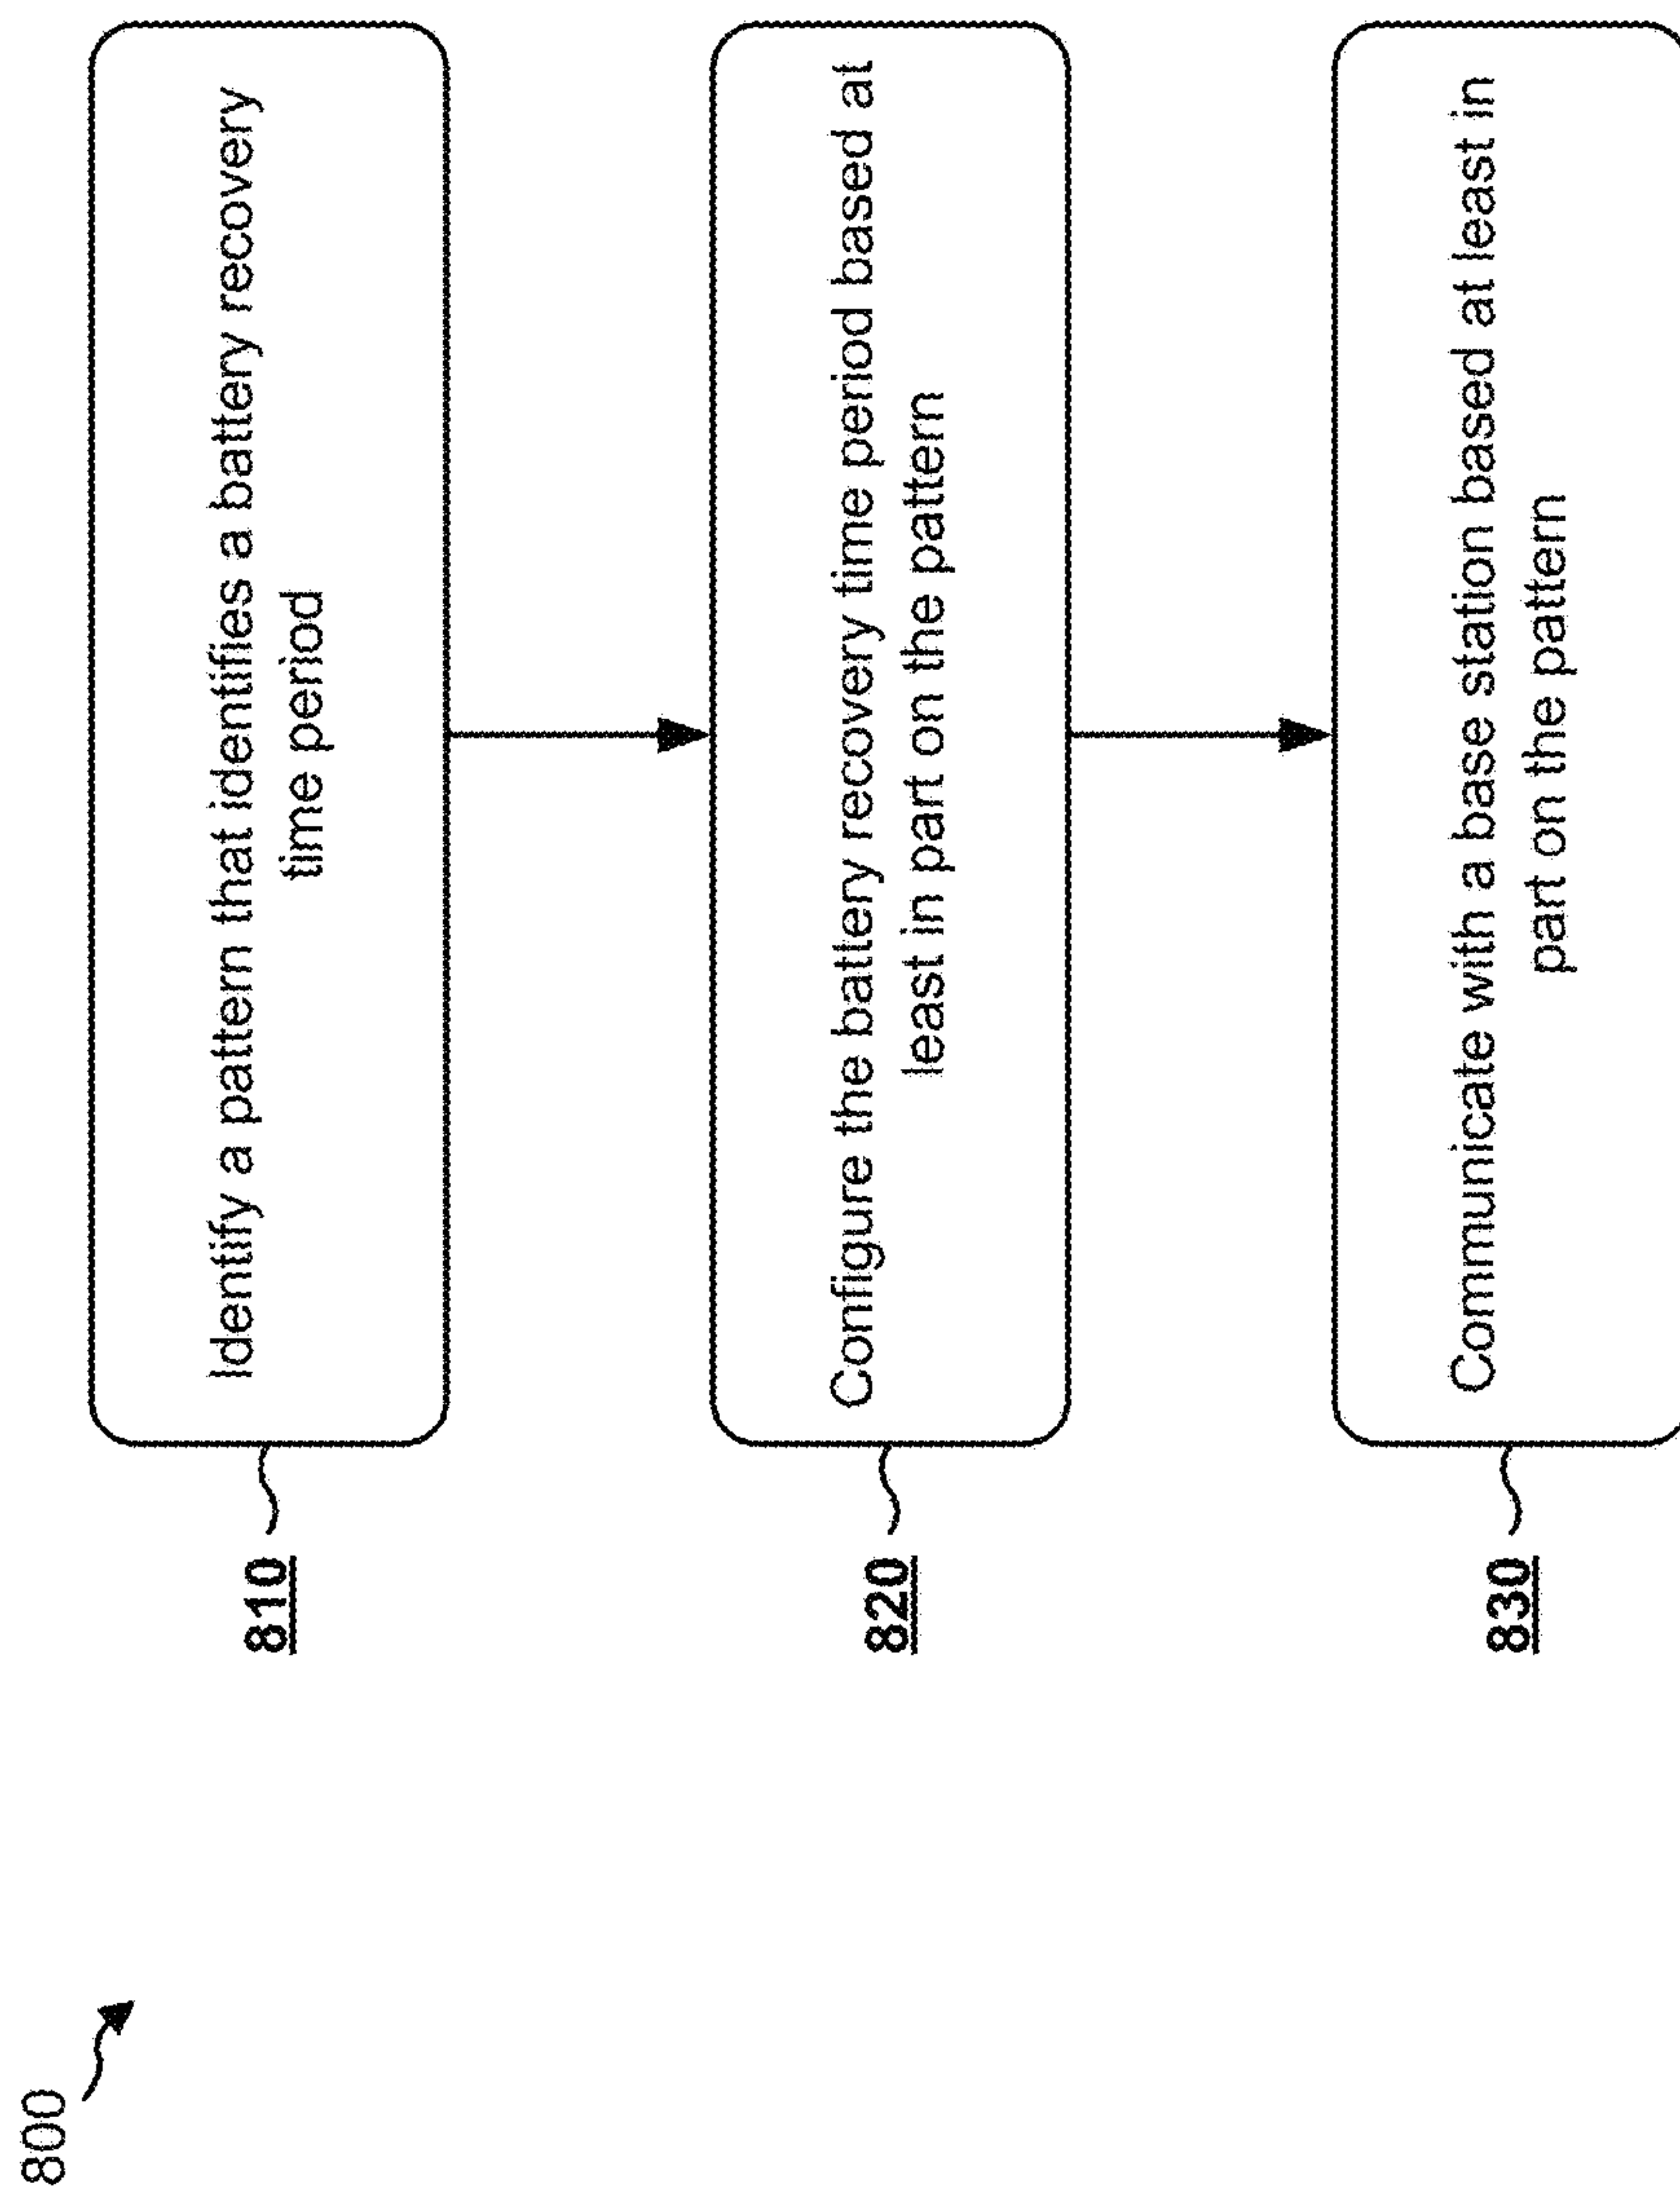 800
810
Identify a pattern that identifies a battery recovery
time period
820
Configure the battery recovery time period based at
least in part on the pattern
830
Communicate with a base station based at least in
part on the pattern